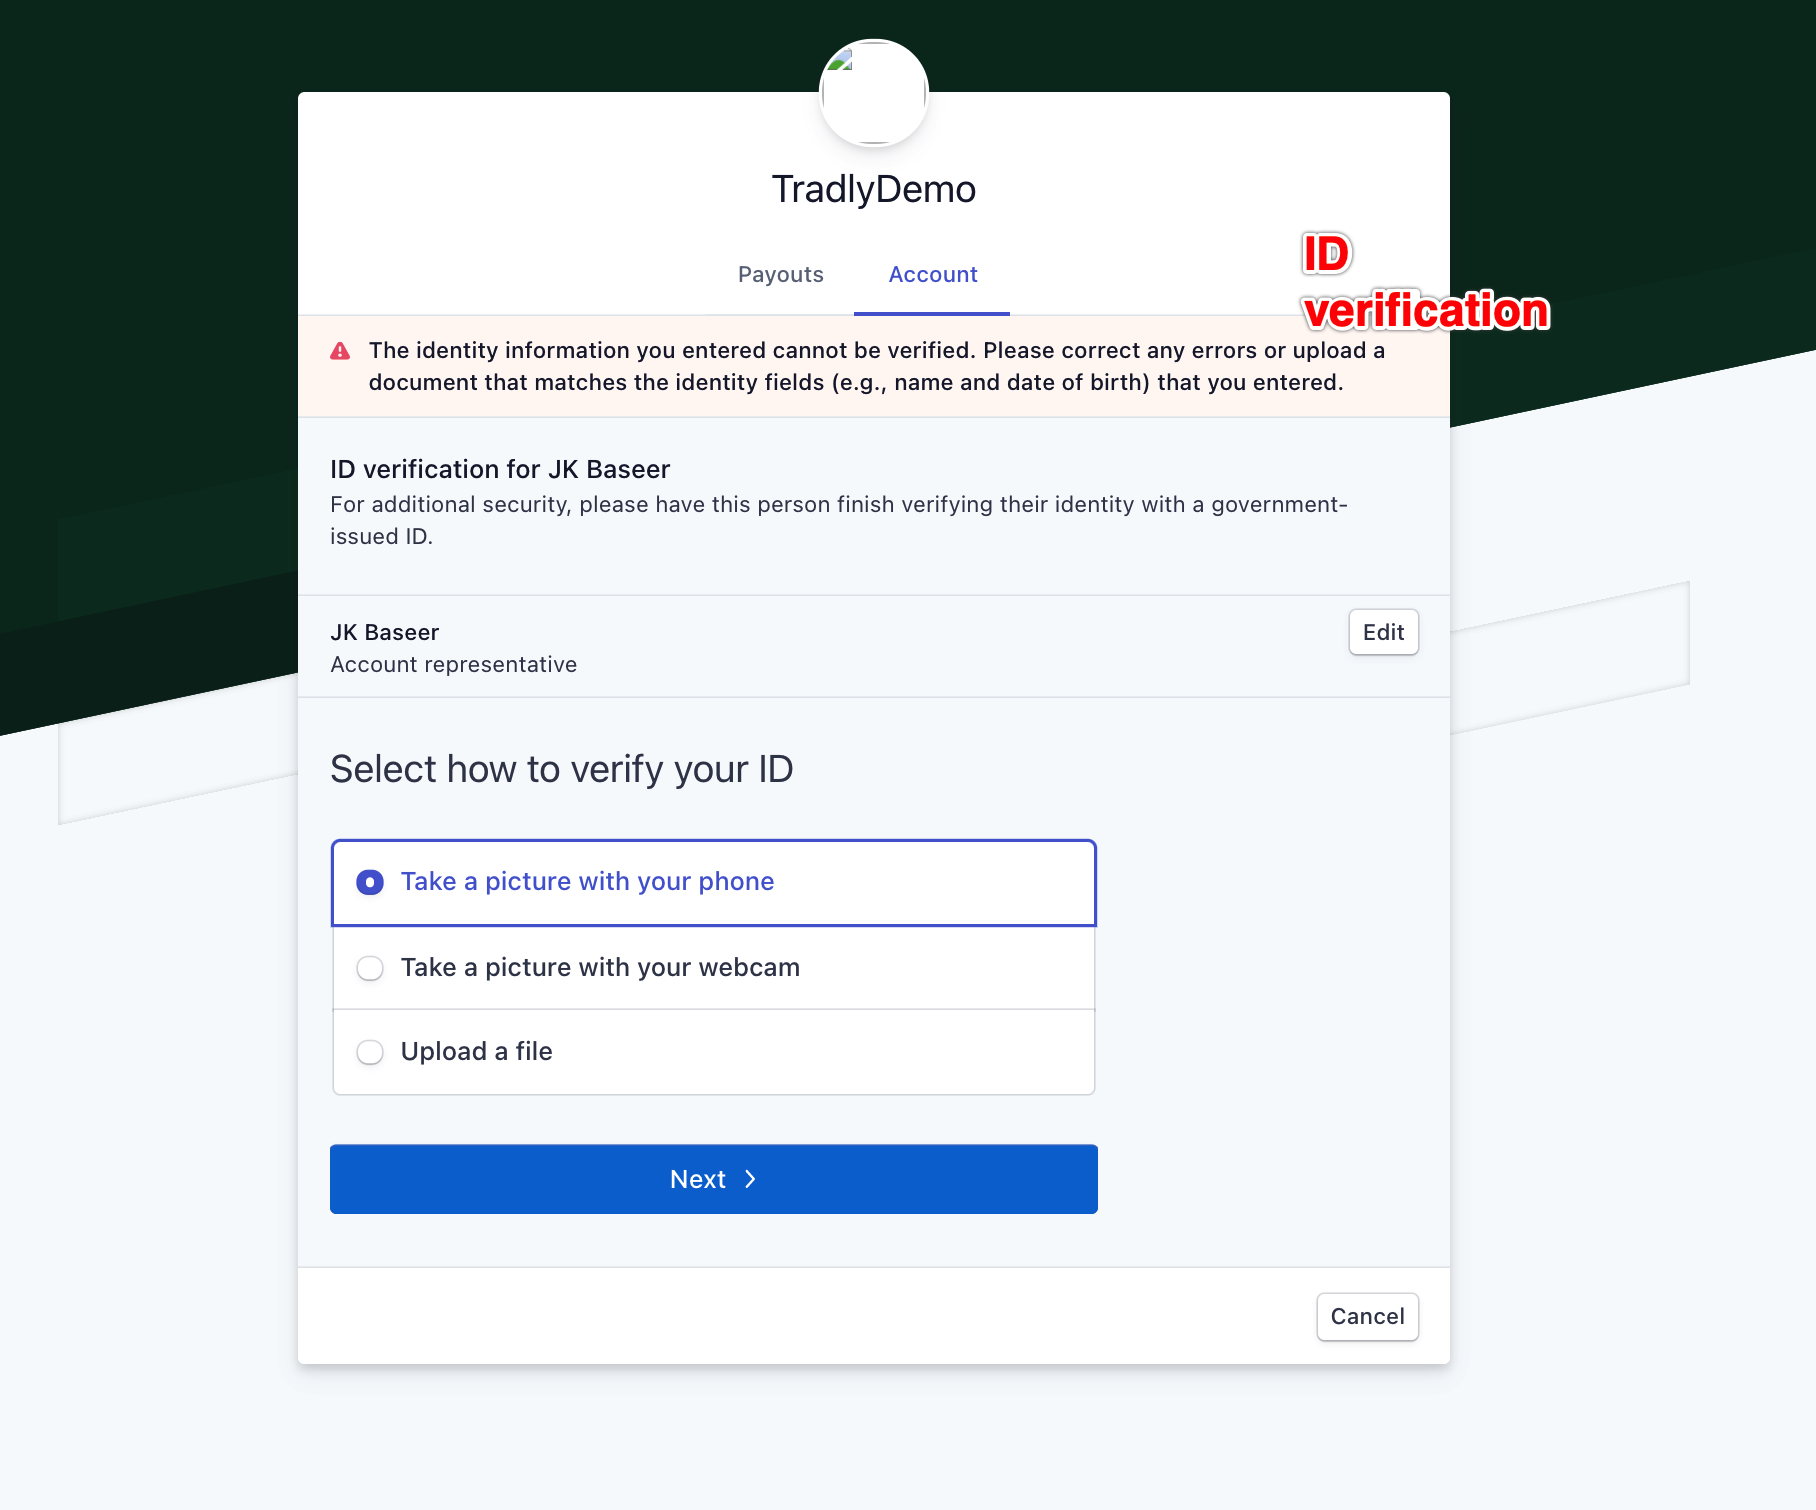 TradlyDemo
Payouts Account
ID
verification
The identity information you entered cannot be verified. Please correct any errors or upload a
document that matches the identity fields (e.g., name and date of birth) that you entered.
ID verification for JK Baseer
For additional security, please have this person finish verifying their identity with a government-
issued ID.
JK Baseer
Edit
Account representative
Select how to verify your ID
Take a picture with your phone
Take a picture with your webcam
Upload a file
Next
Cancel